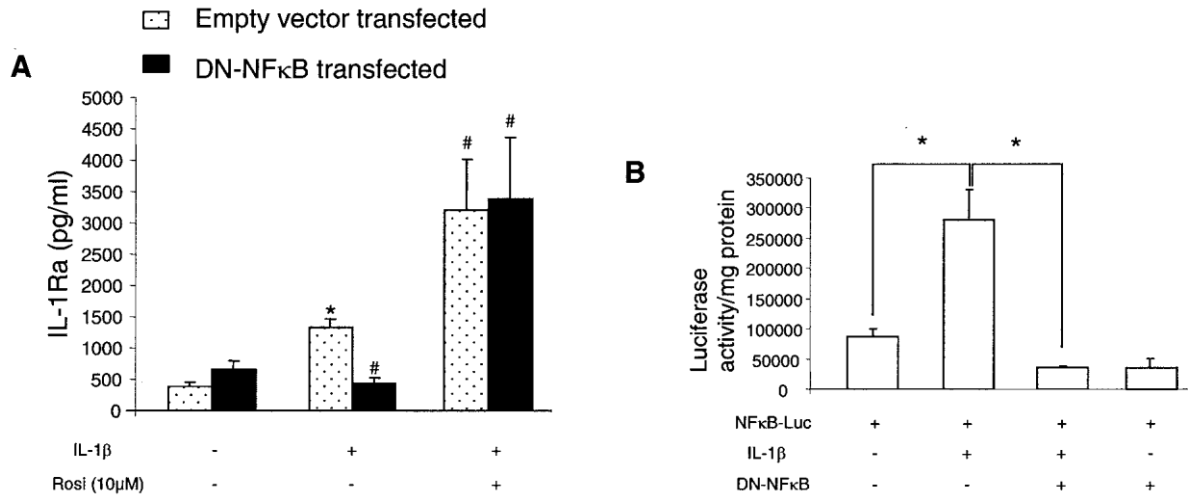 Empty vector transfected
DN-NFκB transfected
A
IL-1Ra (pg/ml)
5000
4500
4000
3500
3000
2500
2000
1500
1000
500
0
*
#
#
#
IL-1β - + +
Rosi (10µM) - - +
B
Luciferase
activity/mg protein
350000
300000
250000
200000
150000
100000
50000
0
* *
NFκB-Luc + + + +
IL-1β - + + -
DN-NFκB - - + +